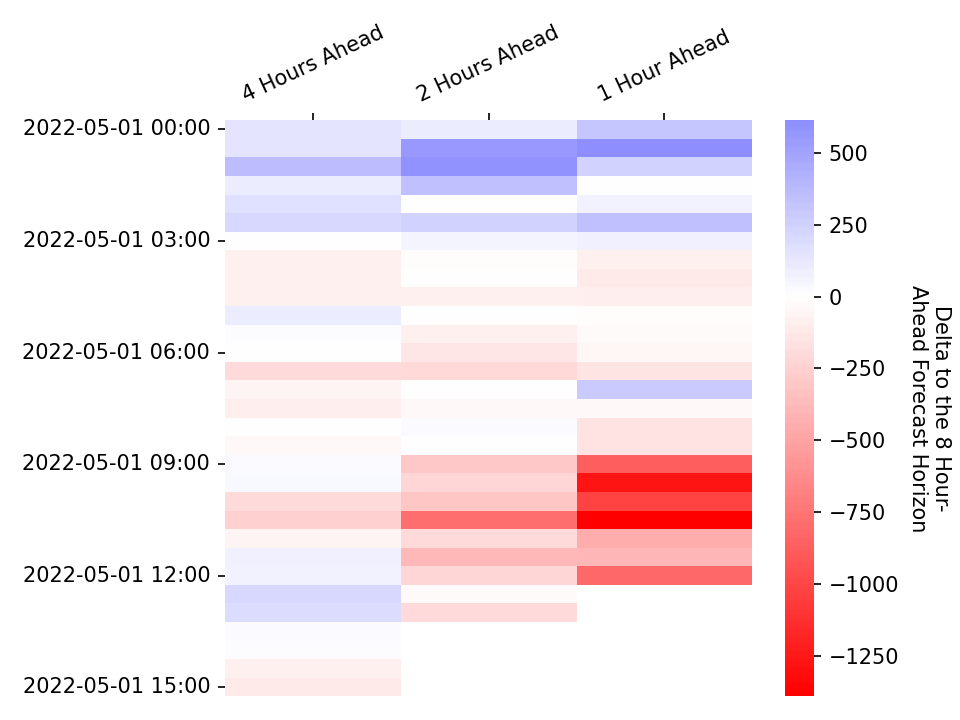 4 Hours Ahead
2 Hours Ahead
1 Hour Ahead
2022-05-01 00:00
2022-05-01 03:00
2022-05-01 06:00
2022-05-01 09:00
2022-05-01 12:00
2022-05-01 15:00
500
250
0
−250
−500
−750
−1000
−1250
Delta to the 8 Hour-
Ahead Forecast Horizon